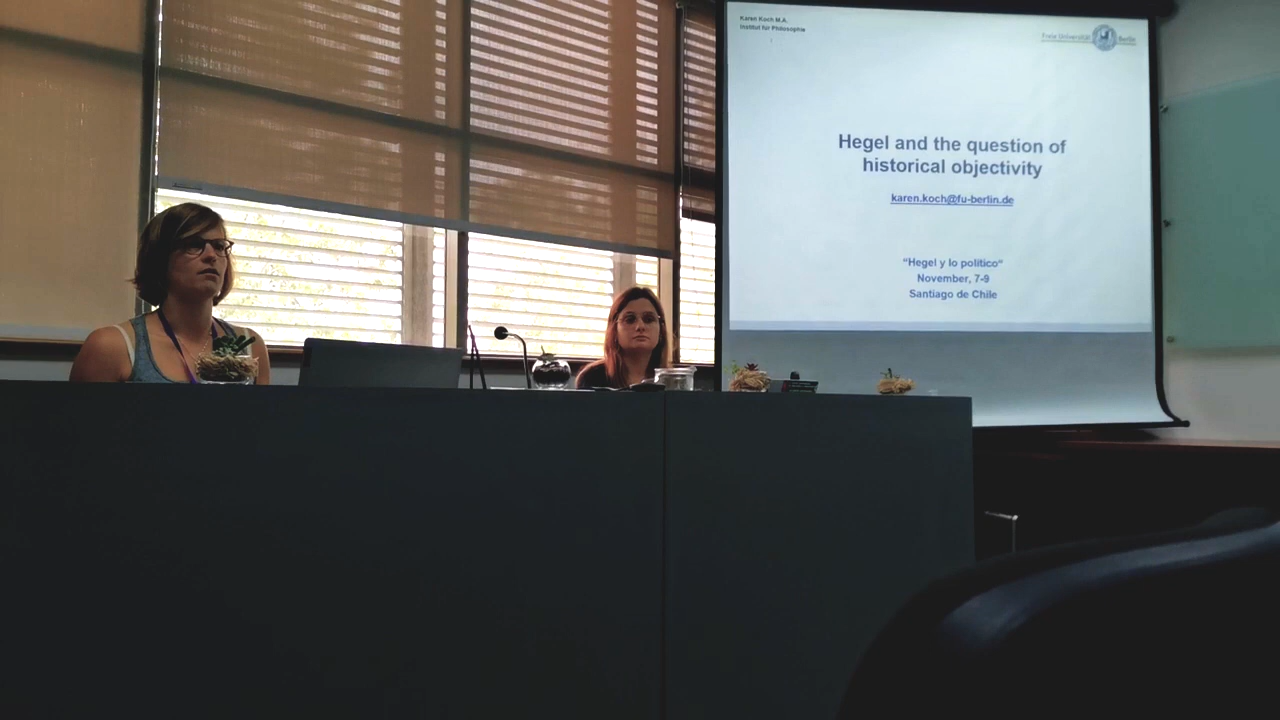 Karen Koch M.A.
Institut für Philosophie
Freie Universität Berlin
Hegel and the question of
historical objectivity
karen.koch@fu-berlin.de
"Hegel y lo político"
November, 7-9
Santiago de Chile